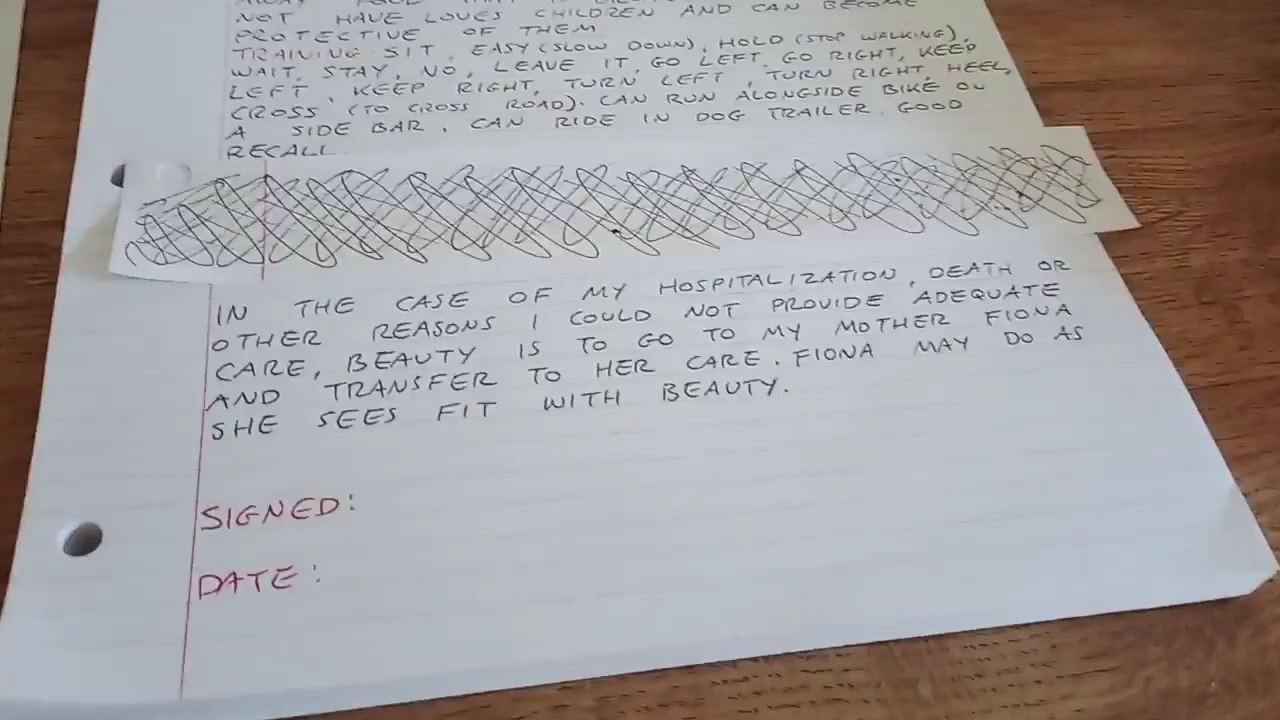 NOT HAVE LOVES CHILDREN AND CAN BECOME
PROTECTIVE OF THEM
TRAINING: SIT, EASY (SLOW DOWN), HOLD (STOP WALKING),
WAIT, STAY, NO, LEAVE IT, GO LEFT, GO RIGHT, KEEP
LEFT, KEEP RIGHT, TURN LEFT, TURN RIGHT, HEEL,
CROSS (TO CROSS ROAD). CAN RUN ALONGSIDE BIKE ON
A SIDE BAR, CAN RIDE IN DOG TRAILER. GOOD
RECALL
IN THE CASE OF MY HOSPITALIZATION, DEATH OR
OTHER REASONS I COULD NOT PROVIDE ADEQUATE
CARE, BEAUTY IS TO GO TO MY MOTHER FIONA
AND TRANSFER TO HER CARE. FIONA MAY DO AS
SHE SEES FIT WITH BEAUTY.
SIGNED:
DATE: